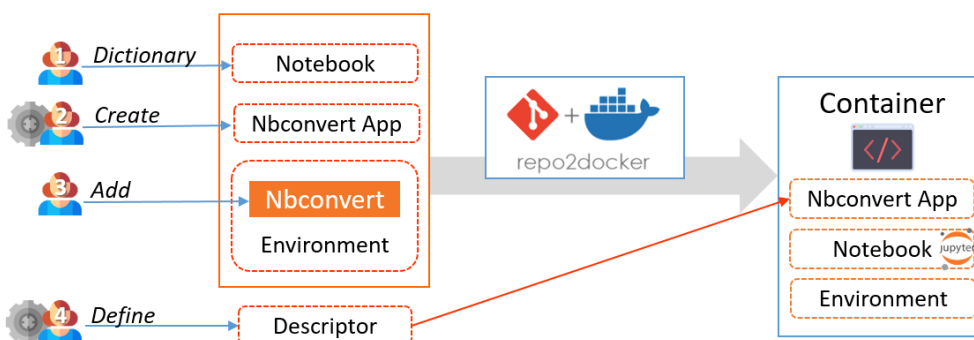 1 Dictionary
Notebook
2 Create
Nbconvert App
3 Add
Nbconvert
Environment
4 Define
Descriptor
+
repo2docker
Container
</>
Nbconvert App
Notebook jupyter
Environment